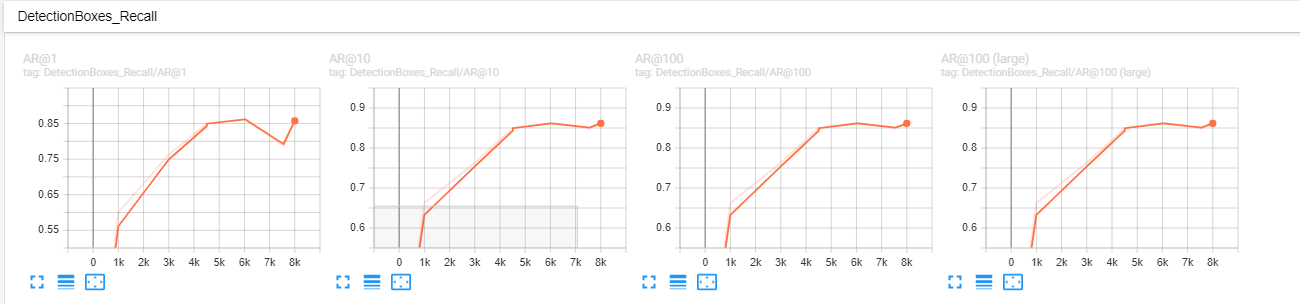 DetectionBoxes_Recall
AR@1
tag: DetectionBoxes_Recall/AR@1
0.85
0.75
0.65
0.55
0 1k 2k 3k 4k 5k 6k 7k 8k
AR@10
tag: DetectionBoxes_Recall/AR@10
0.9
0.8
0.7
0.6
0 1k 2k 3k 4k 5k 6k 7k 8k
AR@100
tag: DetectionBoxes_Recall/AR@100
0.9
0.8
0.7
0.6
0 1k 2k 3k 4k 5k 6k 7k 8k
AR@100 (large)
tag: DetectionBoxes_Recall/AR@100 (large)
0.9
0.8
0.7
0.6
0 1k 2k 3k 4k 5k 6k 7k 8k